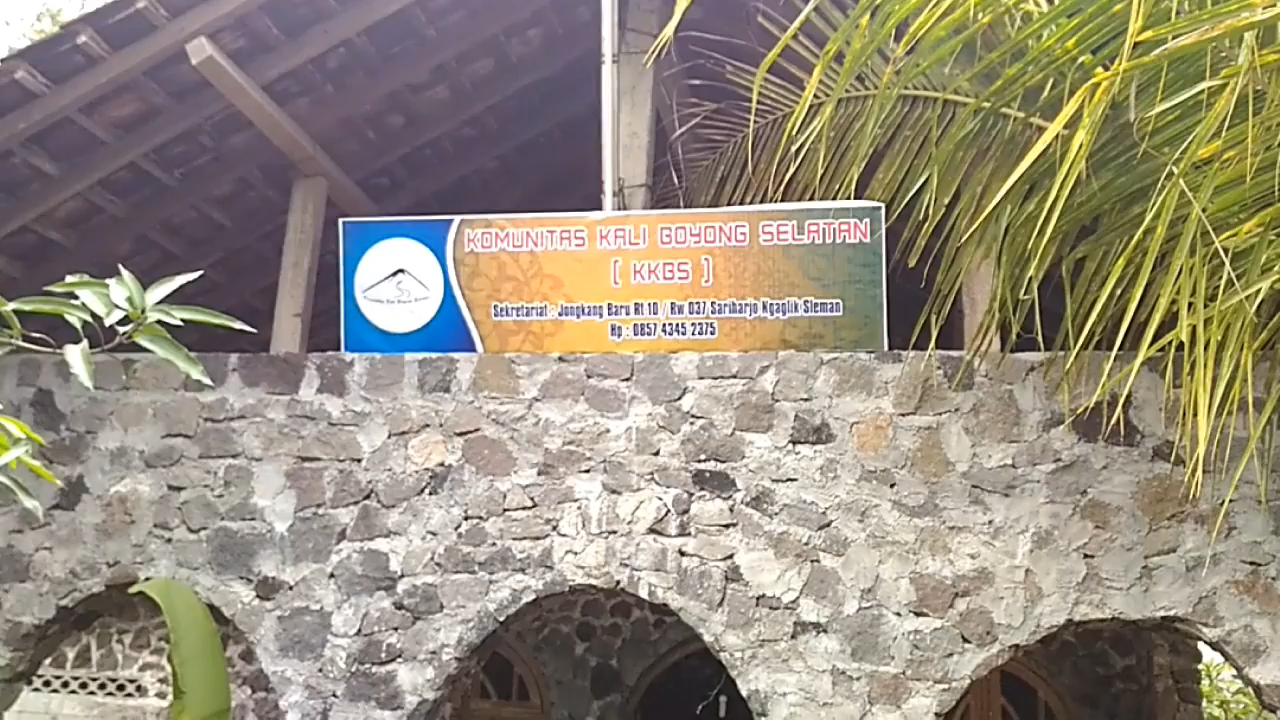 KOMUNITAS KALI BOYONG SELATAN
[ KKBS ]
Sekretariat : Jongkang Baru Rt 10 / Rw 037 Sariharjo Ngaglik Sleman
Hp : 0857 4345 2375